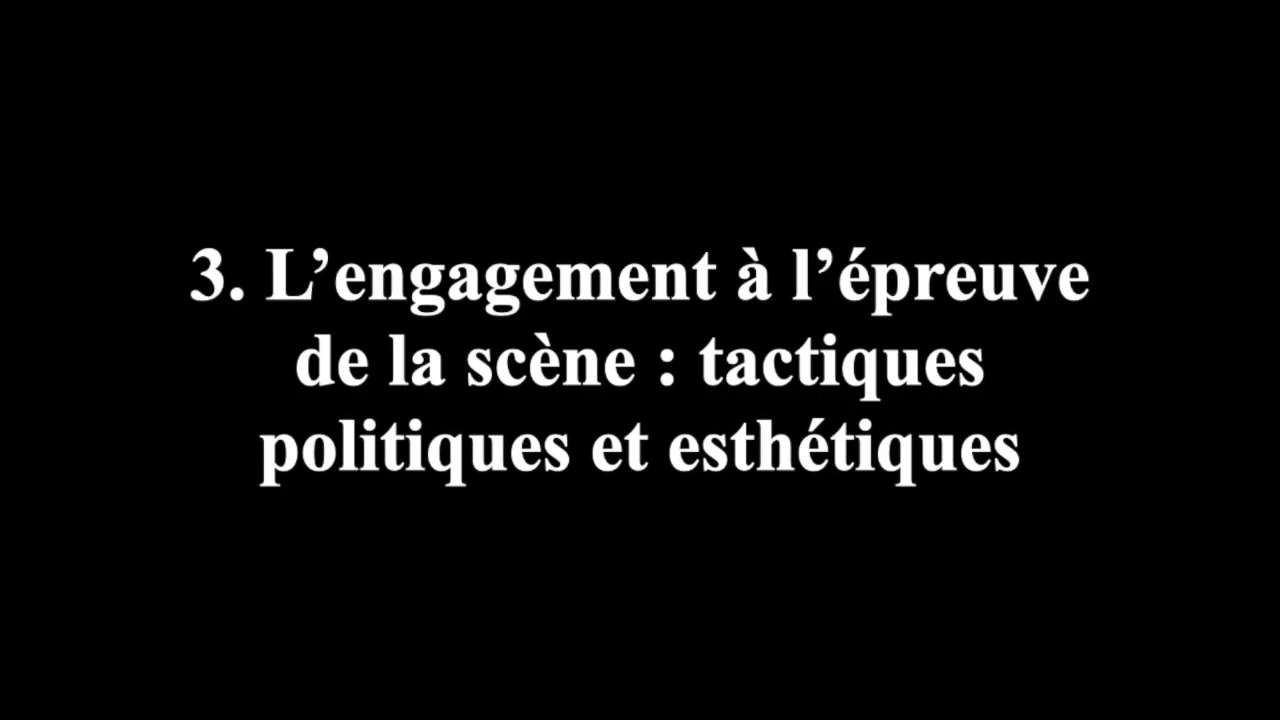 3. L’engagement à l’épreuve
de la scène : tactiques
politiques et esthétiques